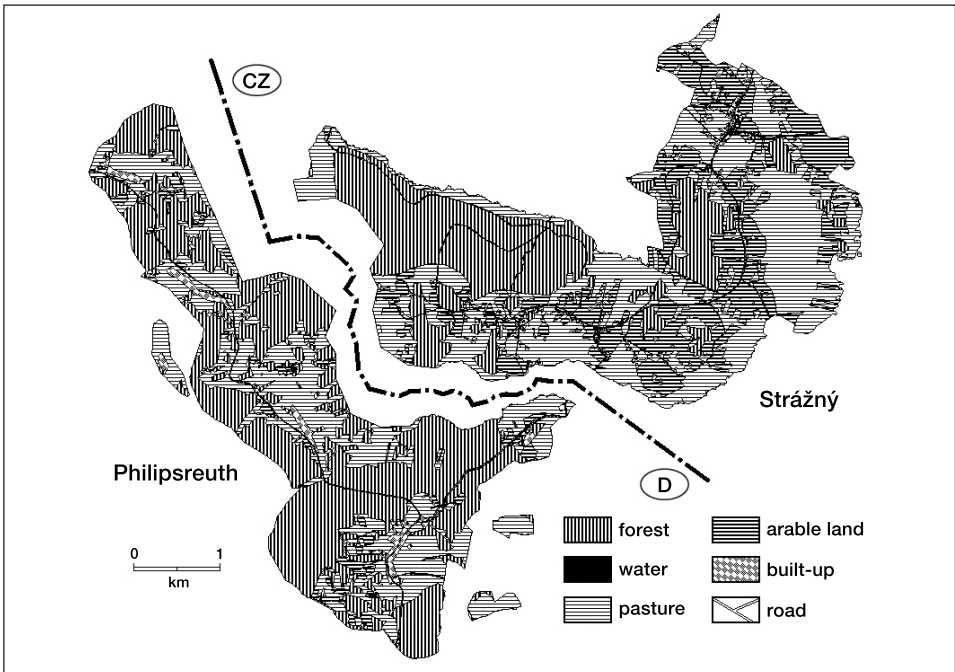 CZ
Strážný
Philipsreuth
D
0 1
km
forest
arable land
water
built-up
pasture
road